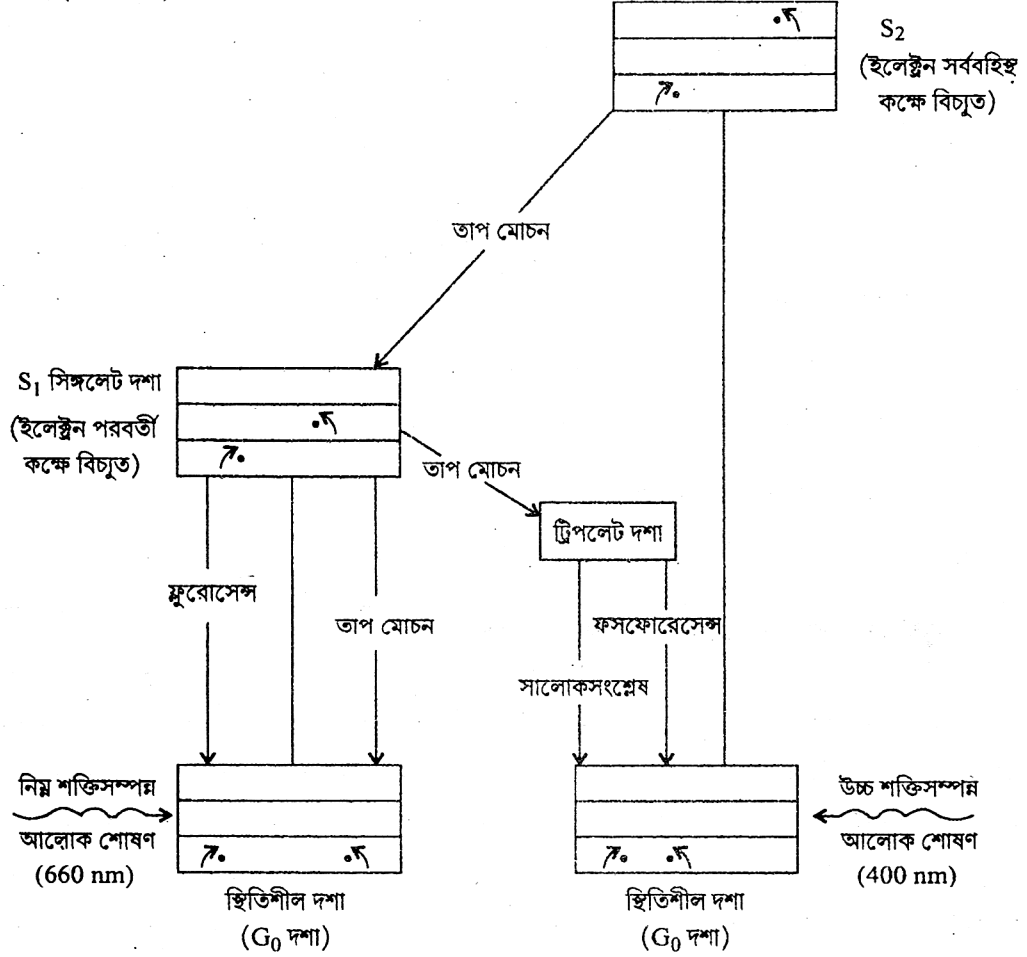 S₂
(ইলেক্ট্রন সর্ববহিস্থ
কক্ষে বিচ্যুত)
তাপ মোচন
S₁ সিঙ্গলেট দশা
(ইলেক্ট্রন পরবর্তী
কক্ষে বিচ্যুত)
তাপ মোচন
ট্রিপলেট দশা
ফ্লুরোসেন্স
তাপ মোচন
ফসফোরেসেন্স
সালোকসংশ্লেষ
নিম্ন শক্তিসম্পন্ন
আলোক শোষণ
(660 nm)
উচ্চ শক্তিসম্পন্ন
আলোক শোষণ
(400 nm)
স্থিতিশীল দশা
(G₀ দশা)
স্থিতিশীল দশা
(G₀ দশা)